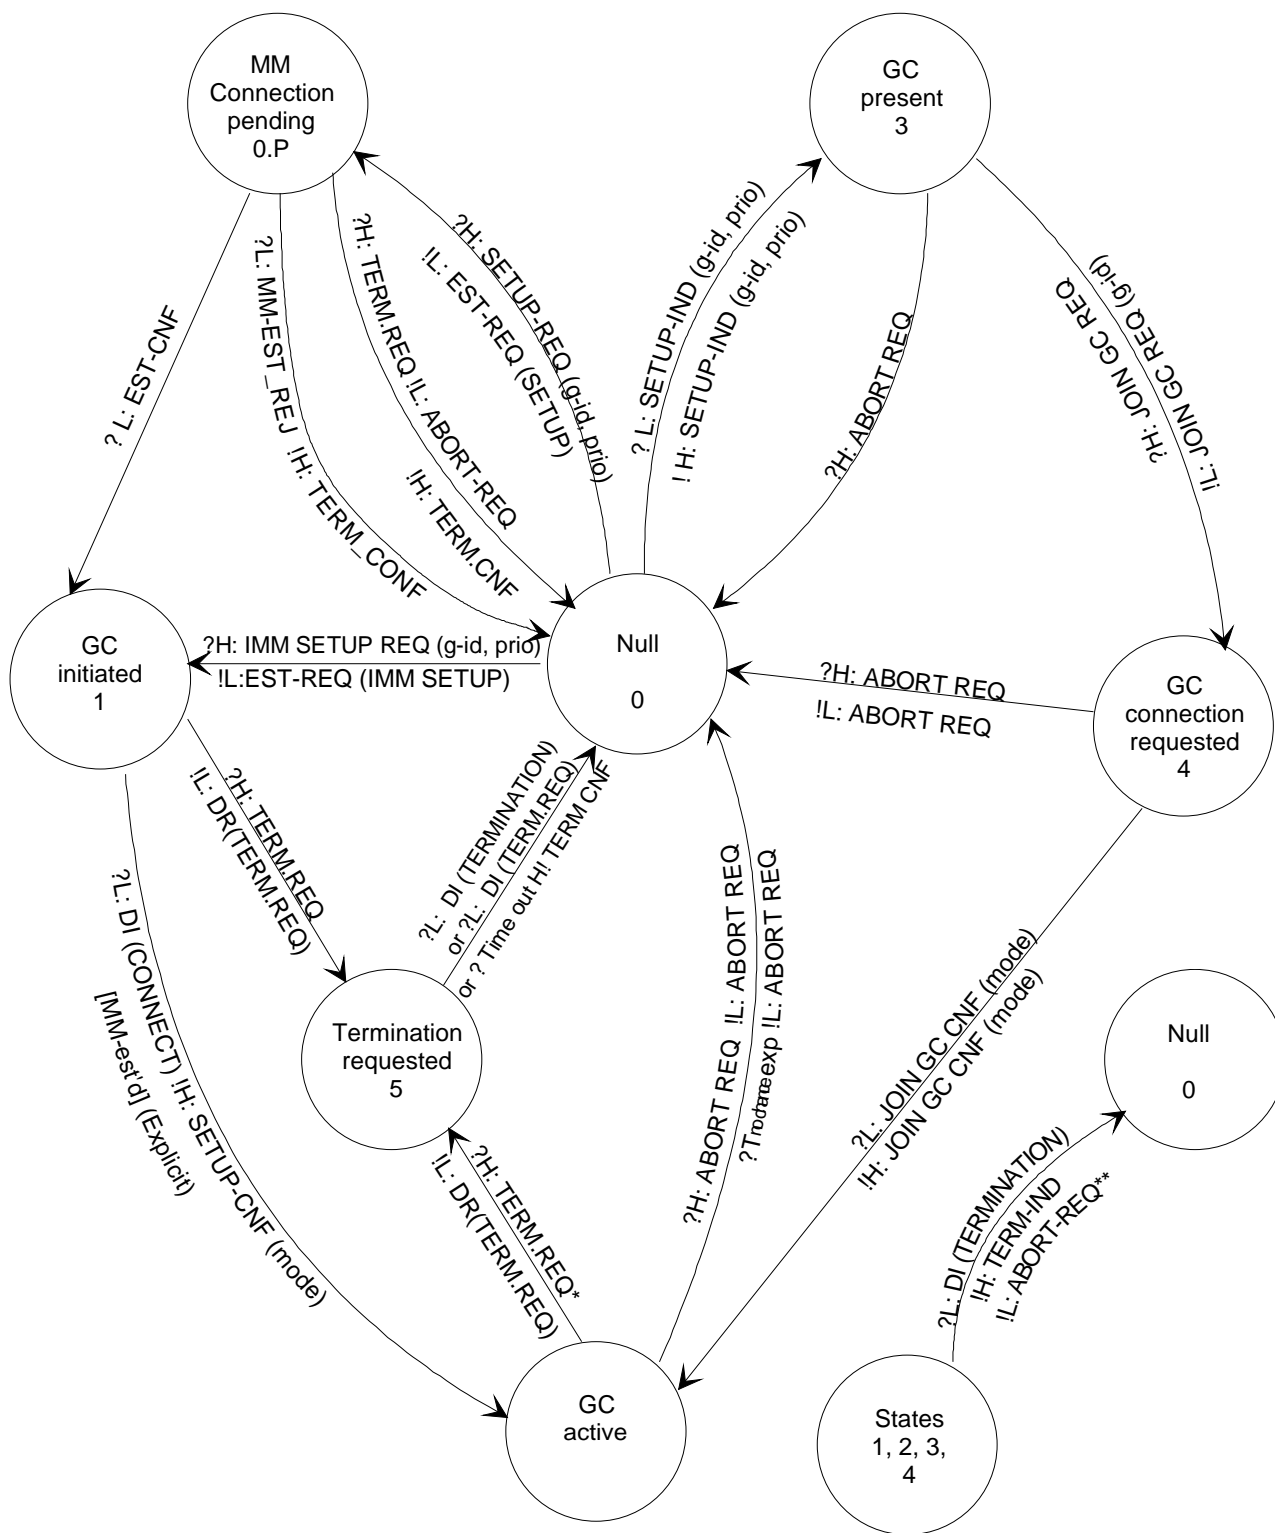 MM
Connection
pending
0.P
GC
present
3
?L: EST-CNF
?L: MM-EST_REJ !H: TERM_CONF
?H: TERM.REQ !L: ABORT-REQ
!H: TERM.CNF
?H: SETUP-REQ (g-id, prio)
!L: EST-REQ (SETUP)
? L: SETUP-IND (g-id, prio)
! H: SETUP-IND (g-id, prio)
?H: ABORT REQ
!L: JOIN GC REQ (g-id)
?H: JOIN GC REQ
GC
initiated
1
?H: IMM SETUP REQ (g-id, prio)
!L:EST-REQ (IMM SETUP)
Null
0
?H: ABORT REQ
!L: ABORT REQ
GC
connection
requested
4
?H: TERM.REQ
!L: DR(TERM.REQ)
?L: DI (TERMINATION)
or ?L: DI (TERM.REQ)
or ? Time out H! TERM CNF
?L: DI (CONNECT) !H: SETUP-CNF (mode)
[MM-est'd] (Explicit)
Termination
requested
5
?H: ABORT REQ !L: ABORT REQ
exp !L: ABORT REQ
?L: JOIN GC CNF (mode)
!H: JOIN GC CNF (mode)
Null
0
?H: TERM.REQ*
!L: DR(TERM.REQ)
?L: DI (TERMINATION)
!H: TERM-IND
!L: ABORT-REQ**
GC
active
States
1, 2, 3,
4